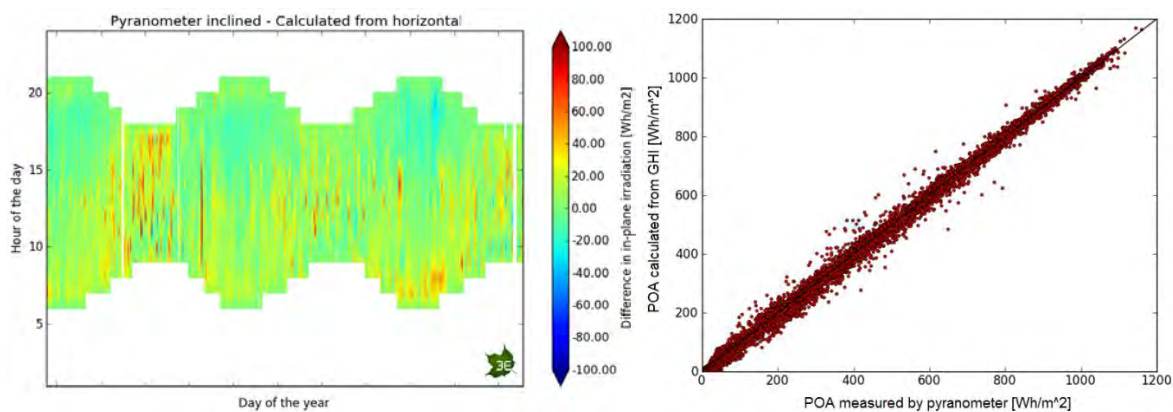 Pyranometer inclined - Calculated from horizontal
Hour of the day
20
15
10
5
Day of the year
3E
100.00
80.00
60.00
40.00
20.00
0.00
-20.00
-40.00
-60.00
-80.00
-100.00
Difference in in-plane irradiation [Wh/m2]
POA calculated from GHI [Wh/m^2]
1200
1000
800
600
400
200
0
0 200 400 600 800 1000 1200
POA measured by pyranometer [Wh/m^2]